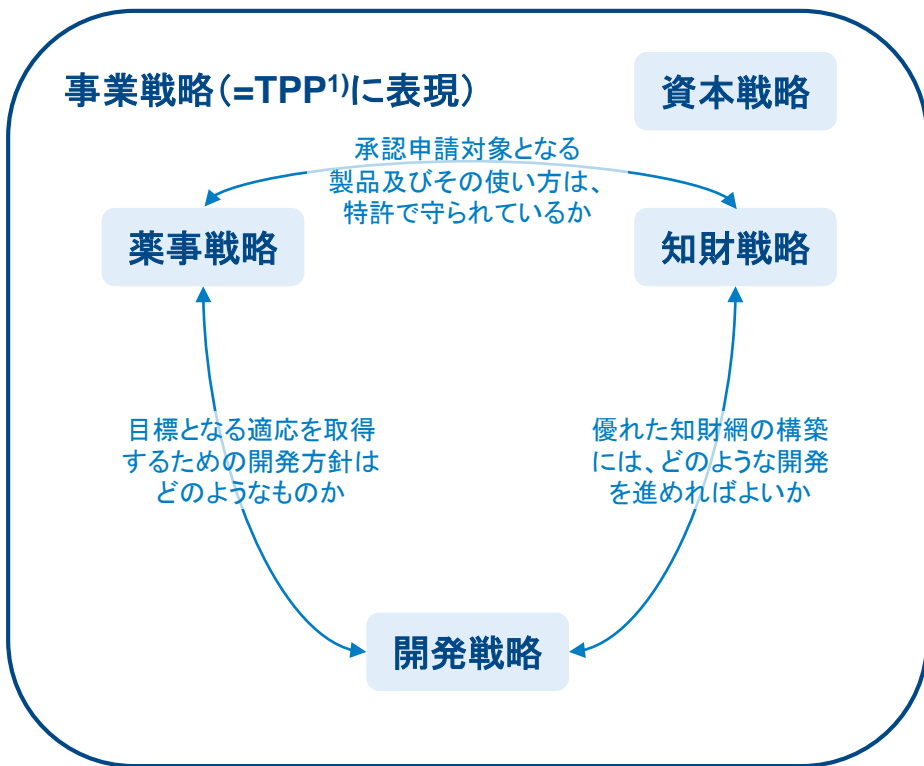 事業戦略(=TPP1)に表現)
資本戦略
承認申請対象となる
製品及びその使い方は、
特許で守られているか
薬事戦略
知財戦略
目標となる適応を取得
するための開発方針は
どのようなものか
優れた知財網の構築
には、どのような開発
を進めればよいか
開発戦略